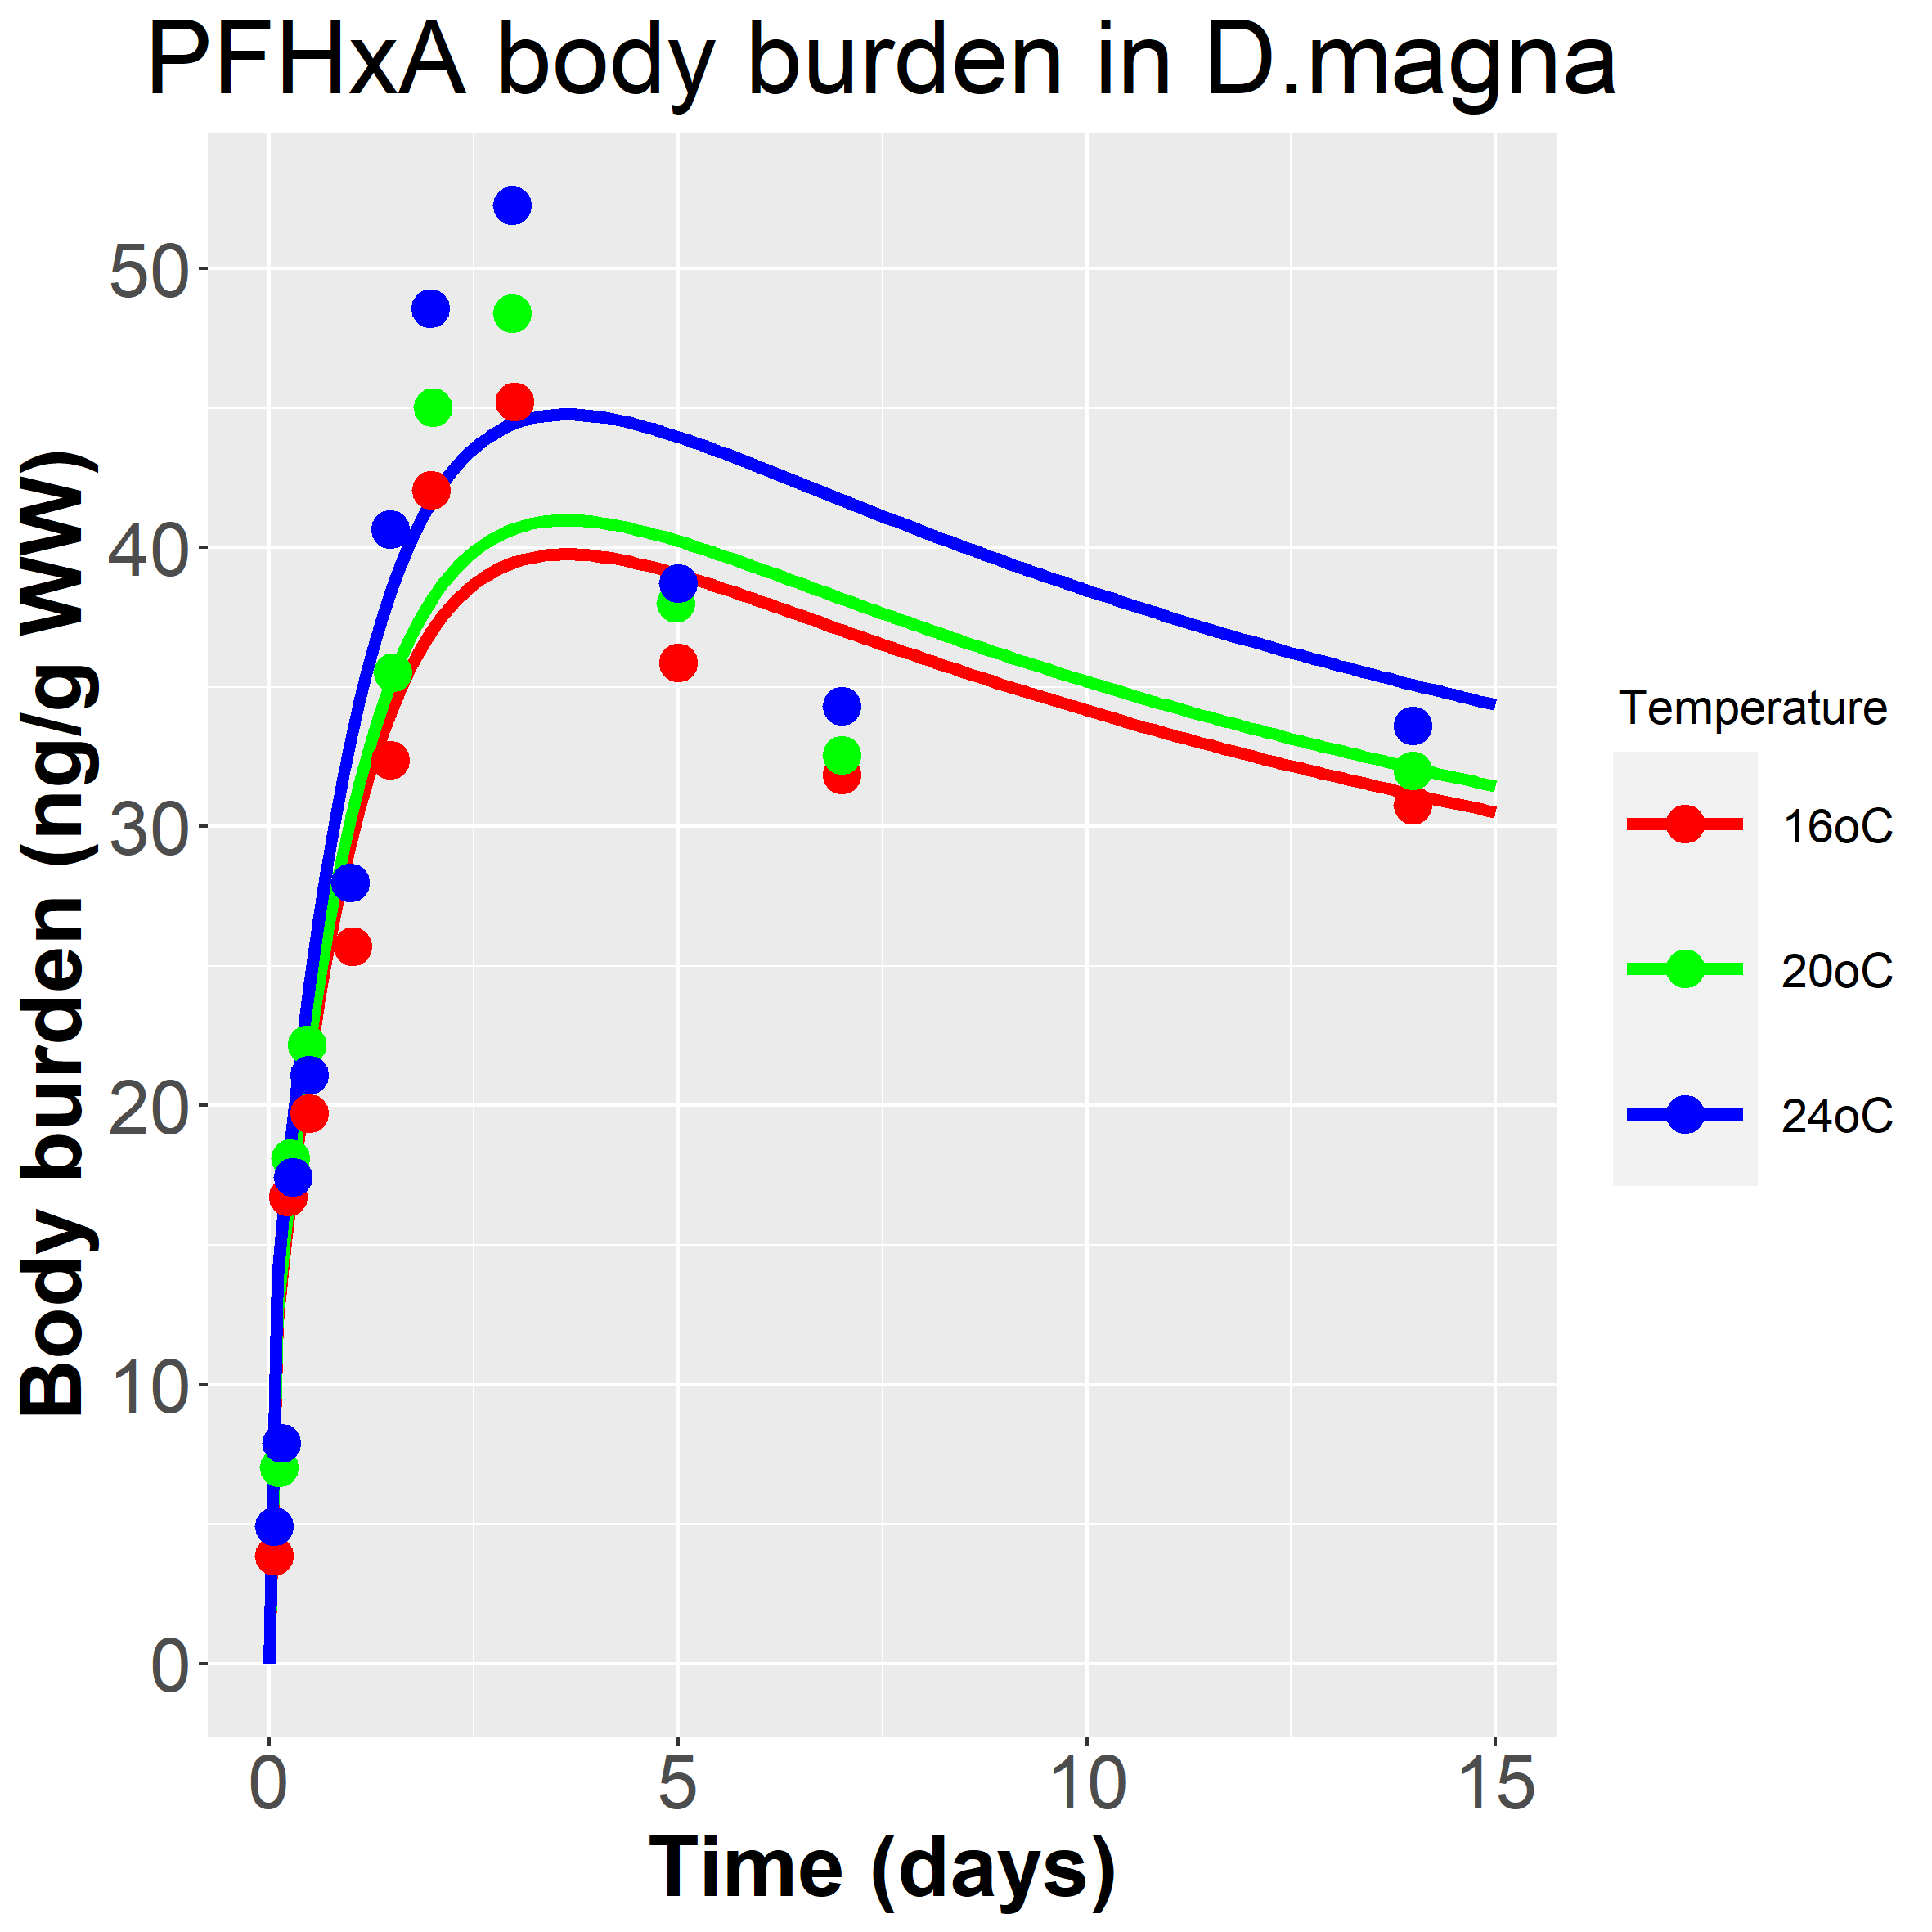 PFHxA body burden in D.magna
Body burden (ng/g WW)
50
40
30
20
10
0
0 5 10 15
Time (days)
Temperature
16oC
20oC
24oC